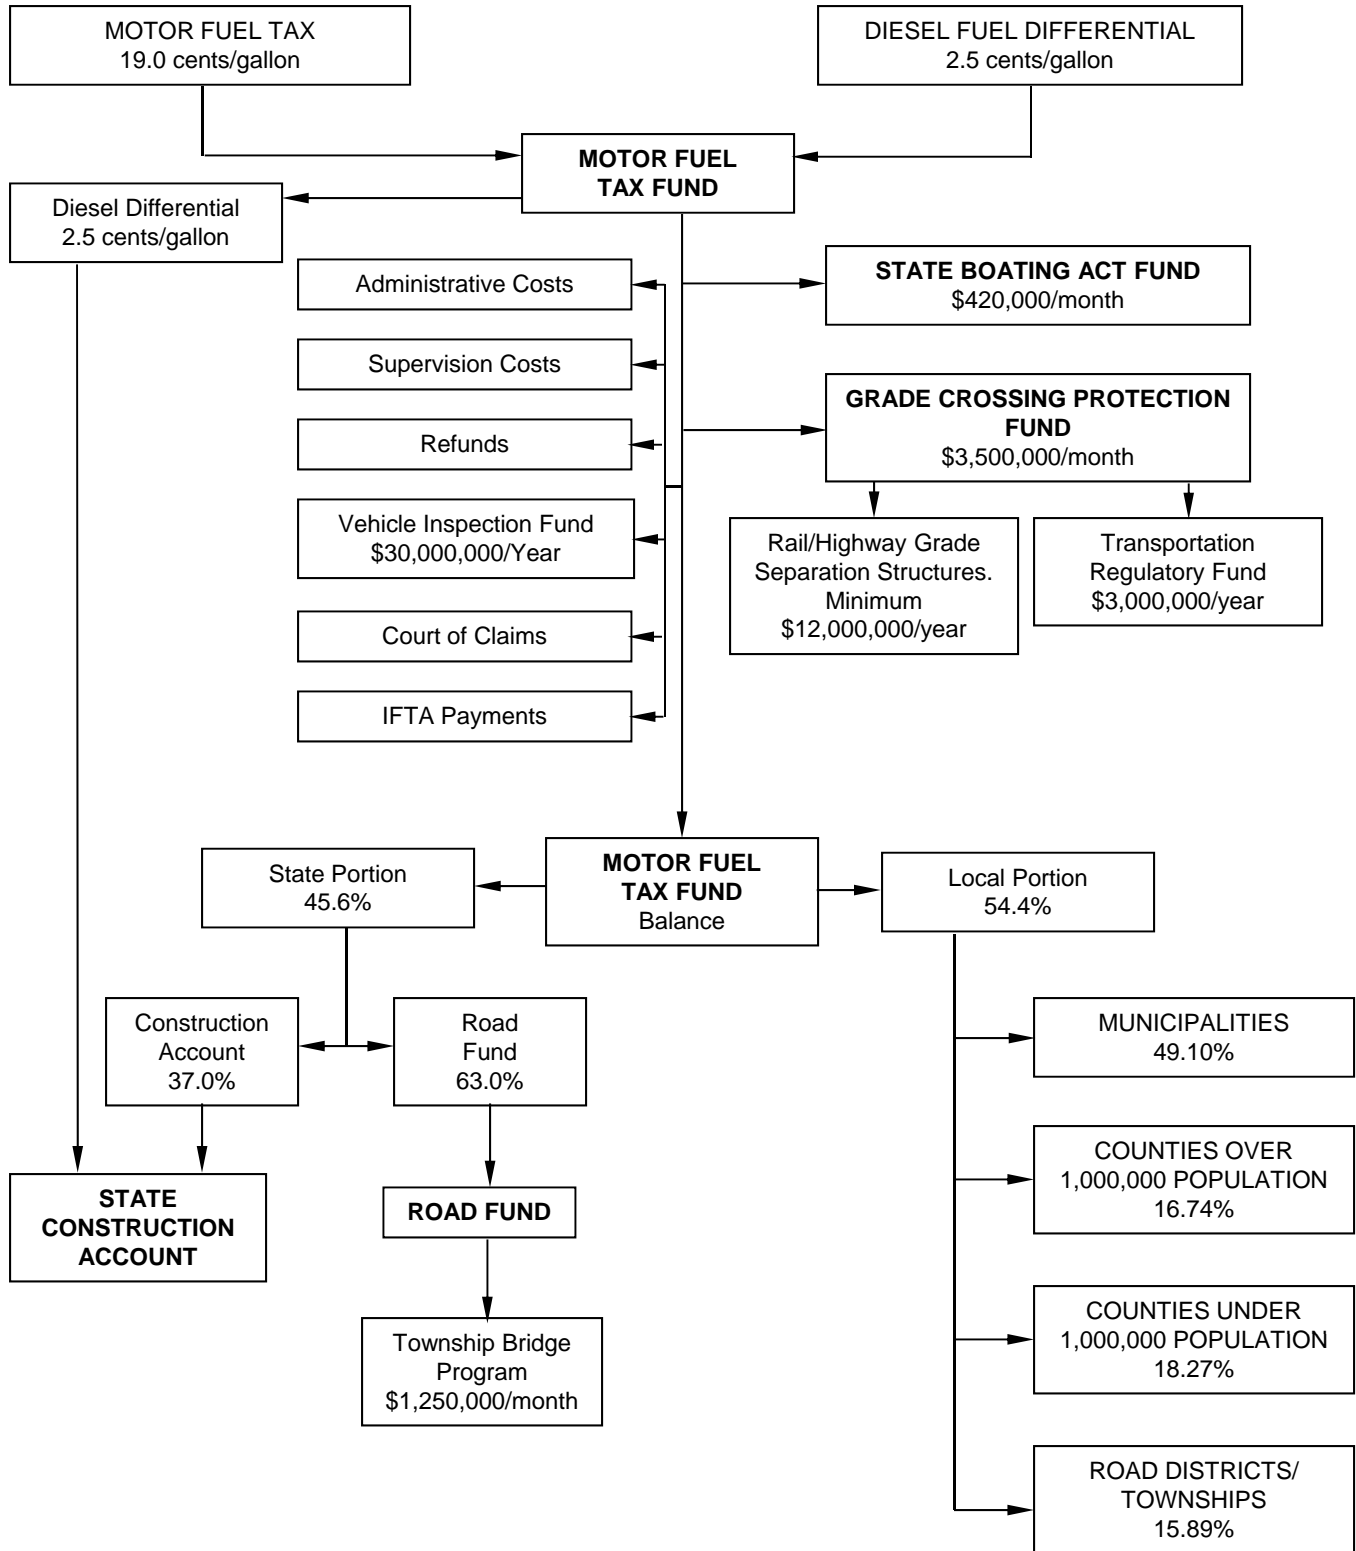 MOTOR FUEL TAX
19.0 cents/gallon
DIESEL FUEL DIFFERENTIAL
2.5 cents/gallon
MOTOR FUEL
TAX FUND
Diesel Differential
2.5 cents/gallon
Administrative Costs
STATE BOATING ACT FUND
$420,000/month
Supervision Costs
GRADE CROSSING PROTECTION
FUND
$3,500,000/month
Refunds
Vehicle Inspection Fund
$30,000,000/Year
Rail/Highway Grade
Separation Structures.
Minimum
$12,000,000/year
Transportation
Regulatory Fund
$3,000,000/year
Court of Claims
IFTA Payments
MOTOR FUEL
TAX FUND
Balance
State Portion
45.6%
Local Portion
54.4%
Construction
Account
37.0%
Road
Fund
63.0%
MUNICIPALITIES
49.10%
COUNTIES OVER
1,000,000 POPULATION
16.74%
STATE
CONSTRUCTION
ACCOUNT
ROAD FUND
COUNTIES UNDER
1,000,000 POPULATION
18.27%
Township Bridge
Program
$1,250,000/month
ROAD DISTRICTS/
TOWNSHIPS
15.89%